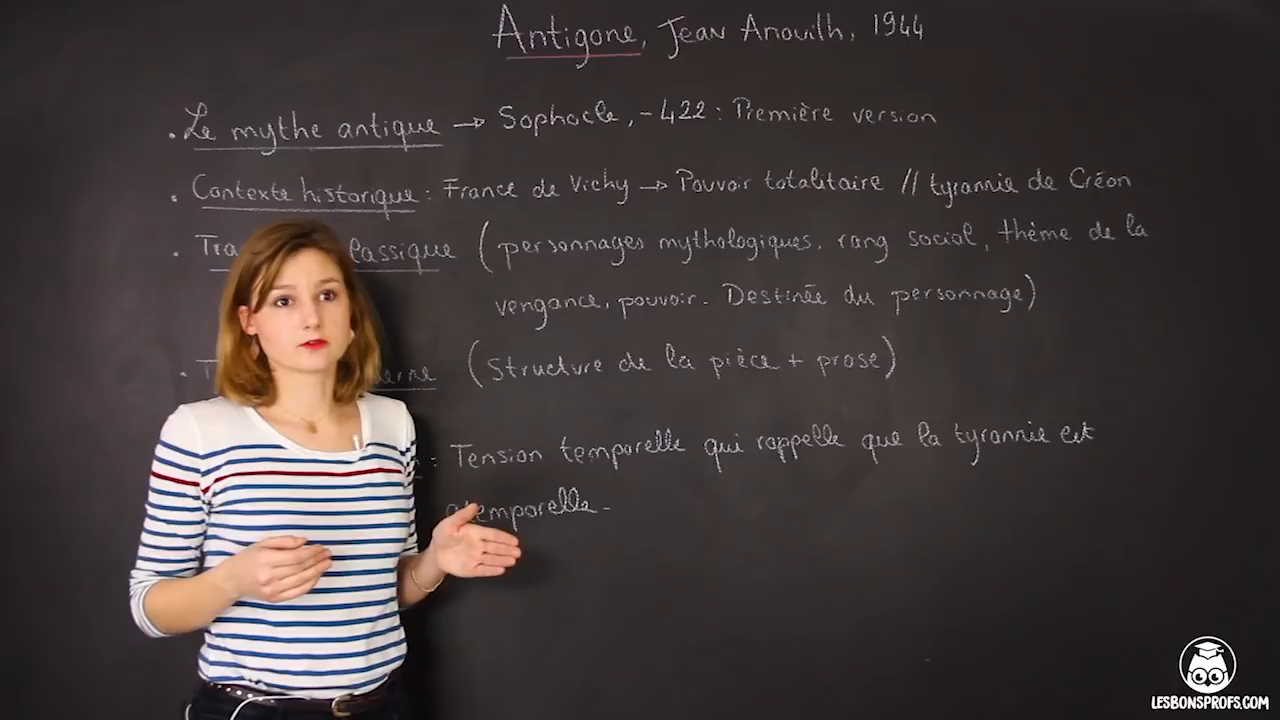 Antigone, Jean Anouilh, 1944
. Le mythe antique → Sophocle, -422 : Première version
. Contexte historique : France de Vichy → Pouvoir totalitaire // tyrannie de Créon
. (personnages mythologiques, rang social, thème de la
vengance, pouvoir. Destinée du personnage)
. (Structure de la pièce + prose)
: Tension temporelle qui rappelle que la tyrannie est
atemporelle.
LESBONSPROFS.COM